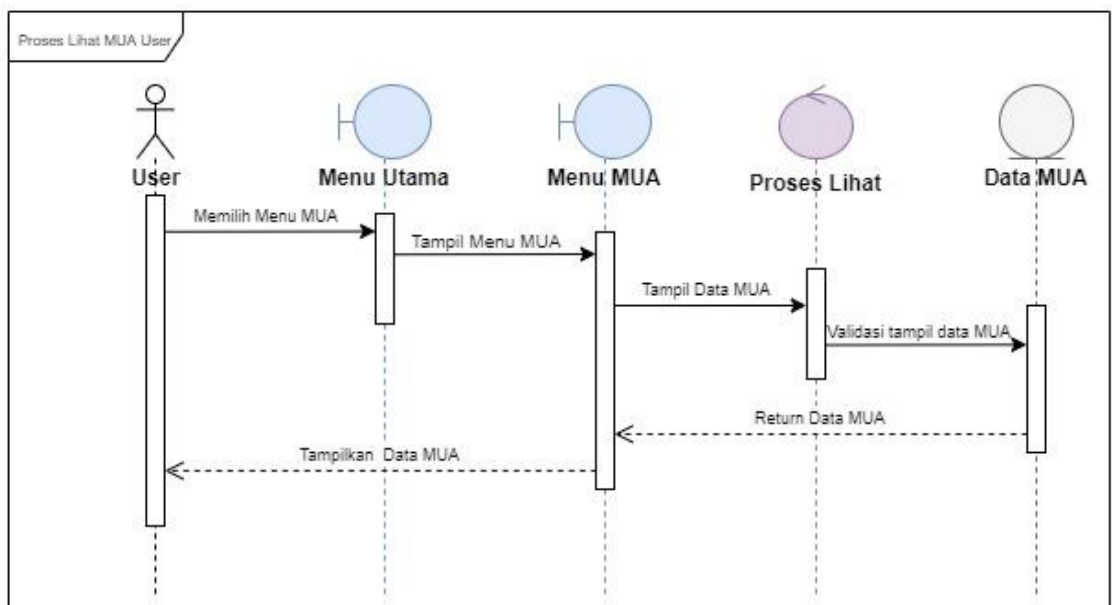 Proses Lihat MUA User
User
Menu Utama
Menu MUA
Proses Lihat
Data MUA
Memilih Menu MUA
Tampil Menu MUA
Tampil Data MUA
Validasi tampil data MUA
Return Data MUA
Tampilkan Data MUA